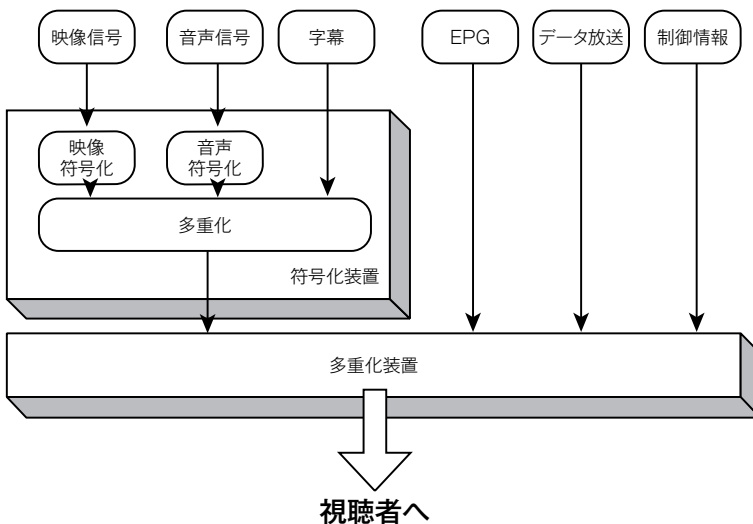 映像信号
音声信号
字幕
EPG
データ放送
制御情報
映像
符号化
音声
符号化
多重化
符号化装置
多重化装置
視聴者へ